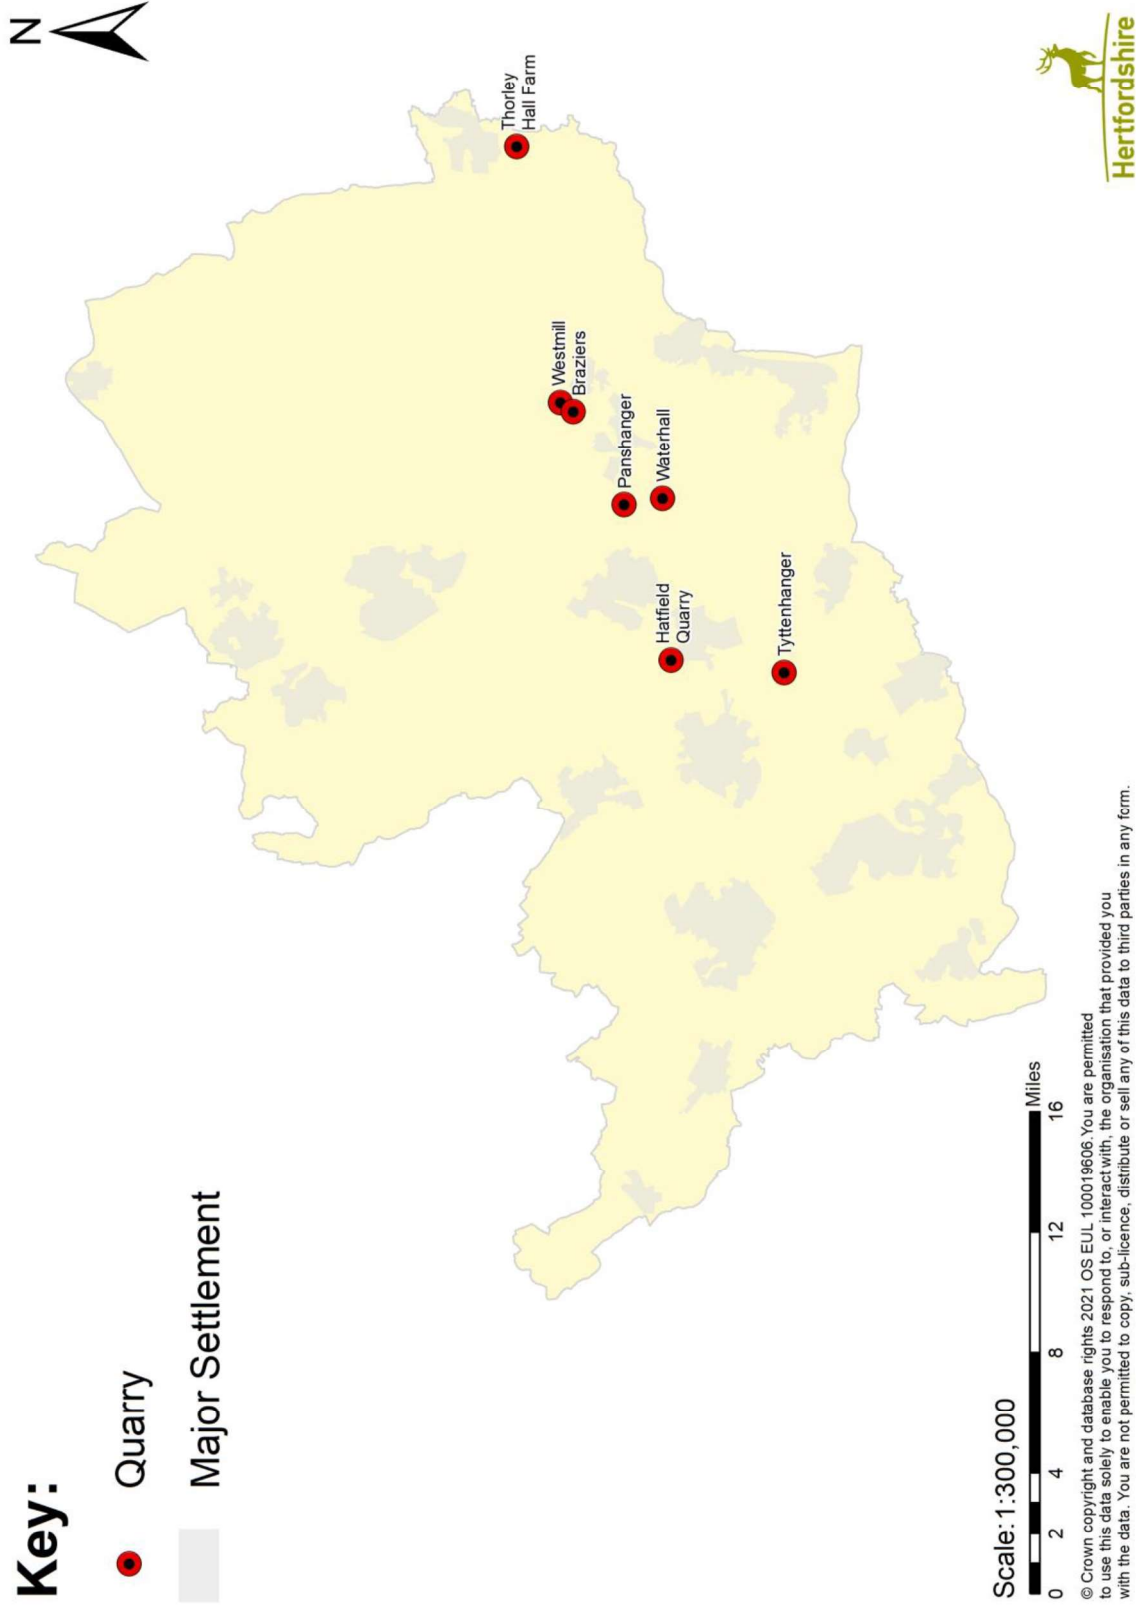 Key:
Quarry
Major Settlement
N
Thorley
Hall Farm
Westmill
Braziers
Panshanger
Waterhall
Hatfield
Quarry
Tyttenhanger
Scale: 1:300,000
0 2 4 8 12 16
Miles
© Crown copyright and database rights 2021 OS EUL 100019606.You are permitted
to use this data solely to enable you to respond to, or interact with, the organisation that provided you
with the data. You are not permitted to copy, sub-licence, distribute or sell any of this data to third parties in any form.
Hertfordshire